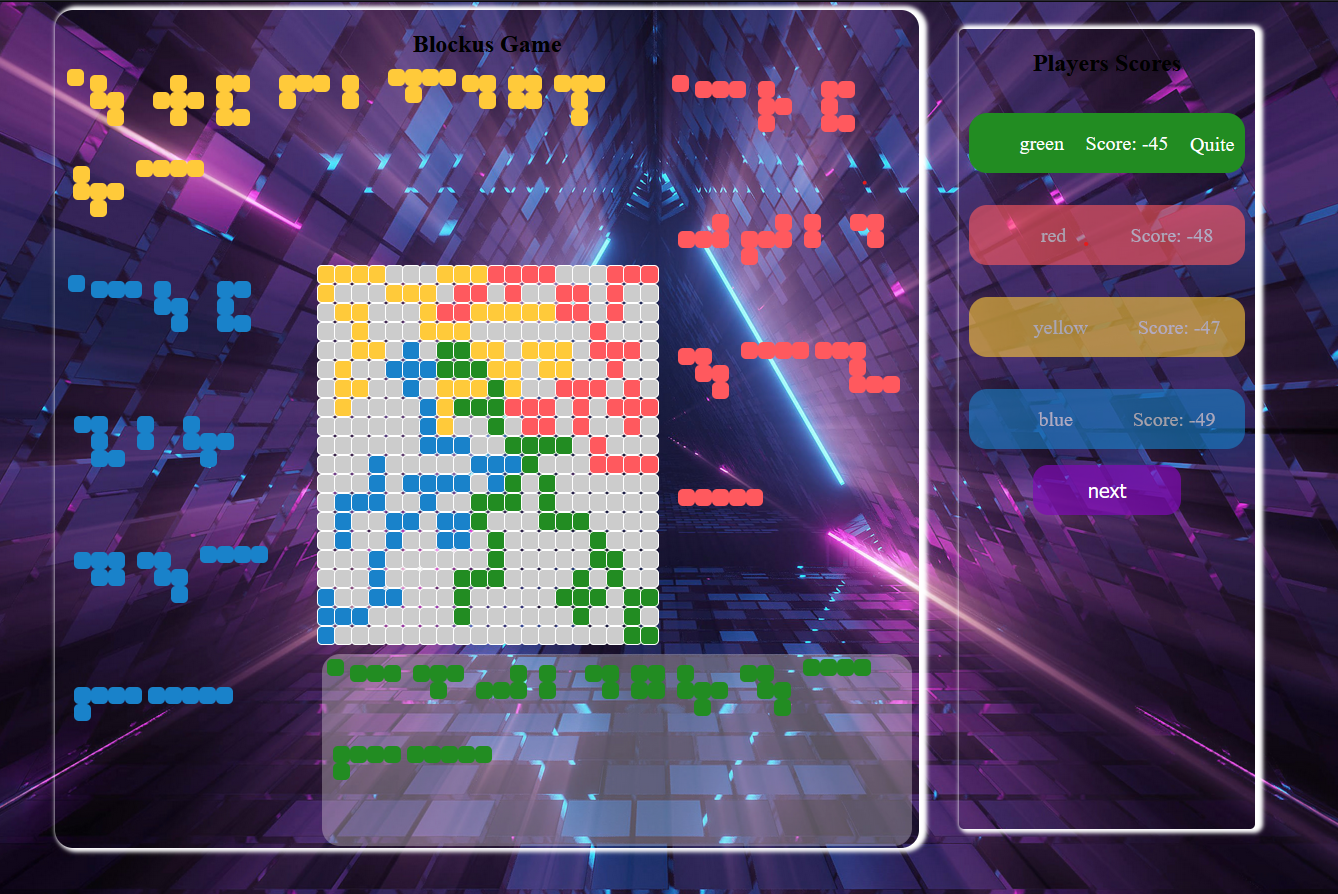 Blockus Game
Players Scores
green Score: -45 Quite
red Score: -48
yellow Score: -47
blue Score: -49
next